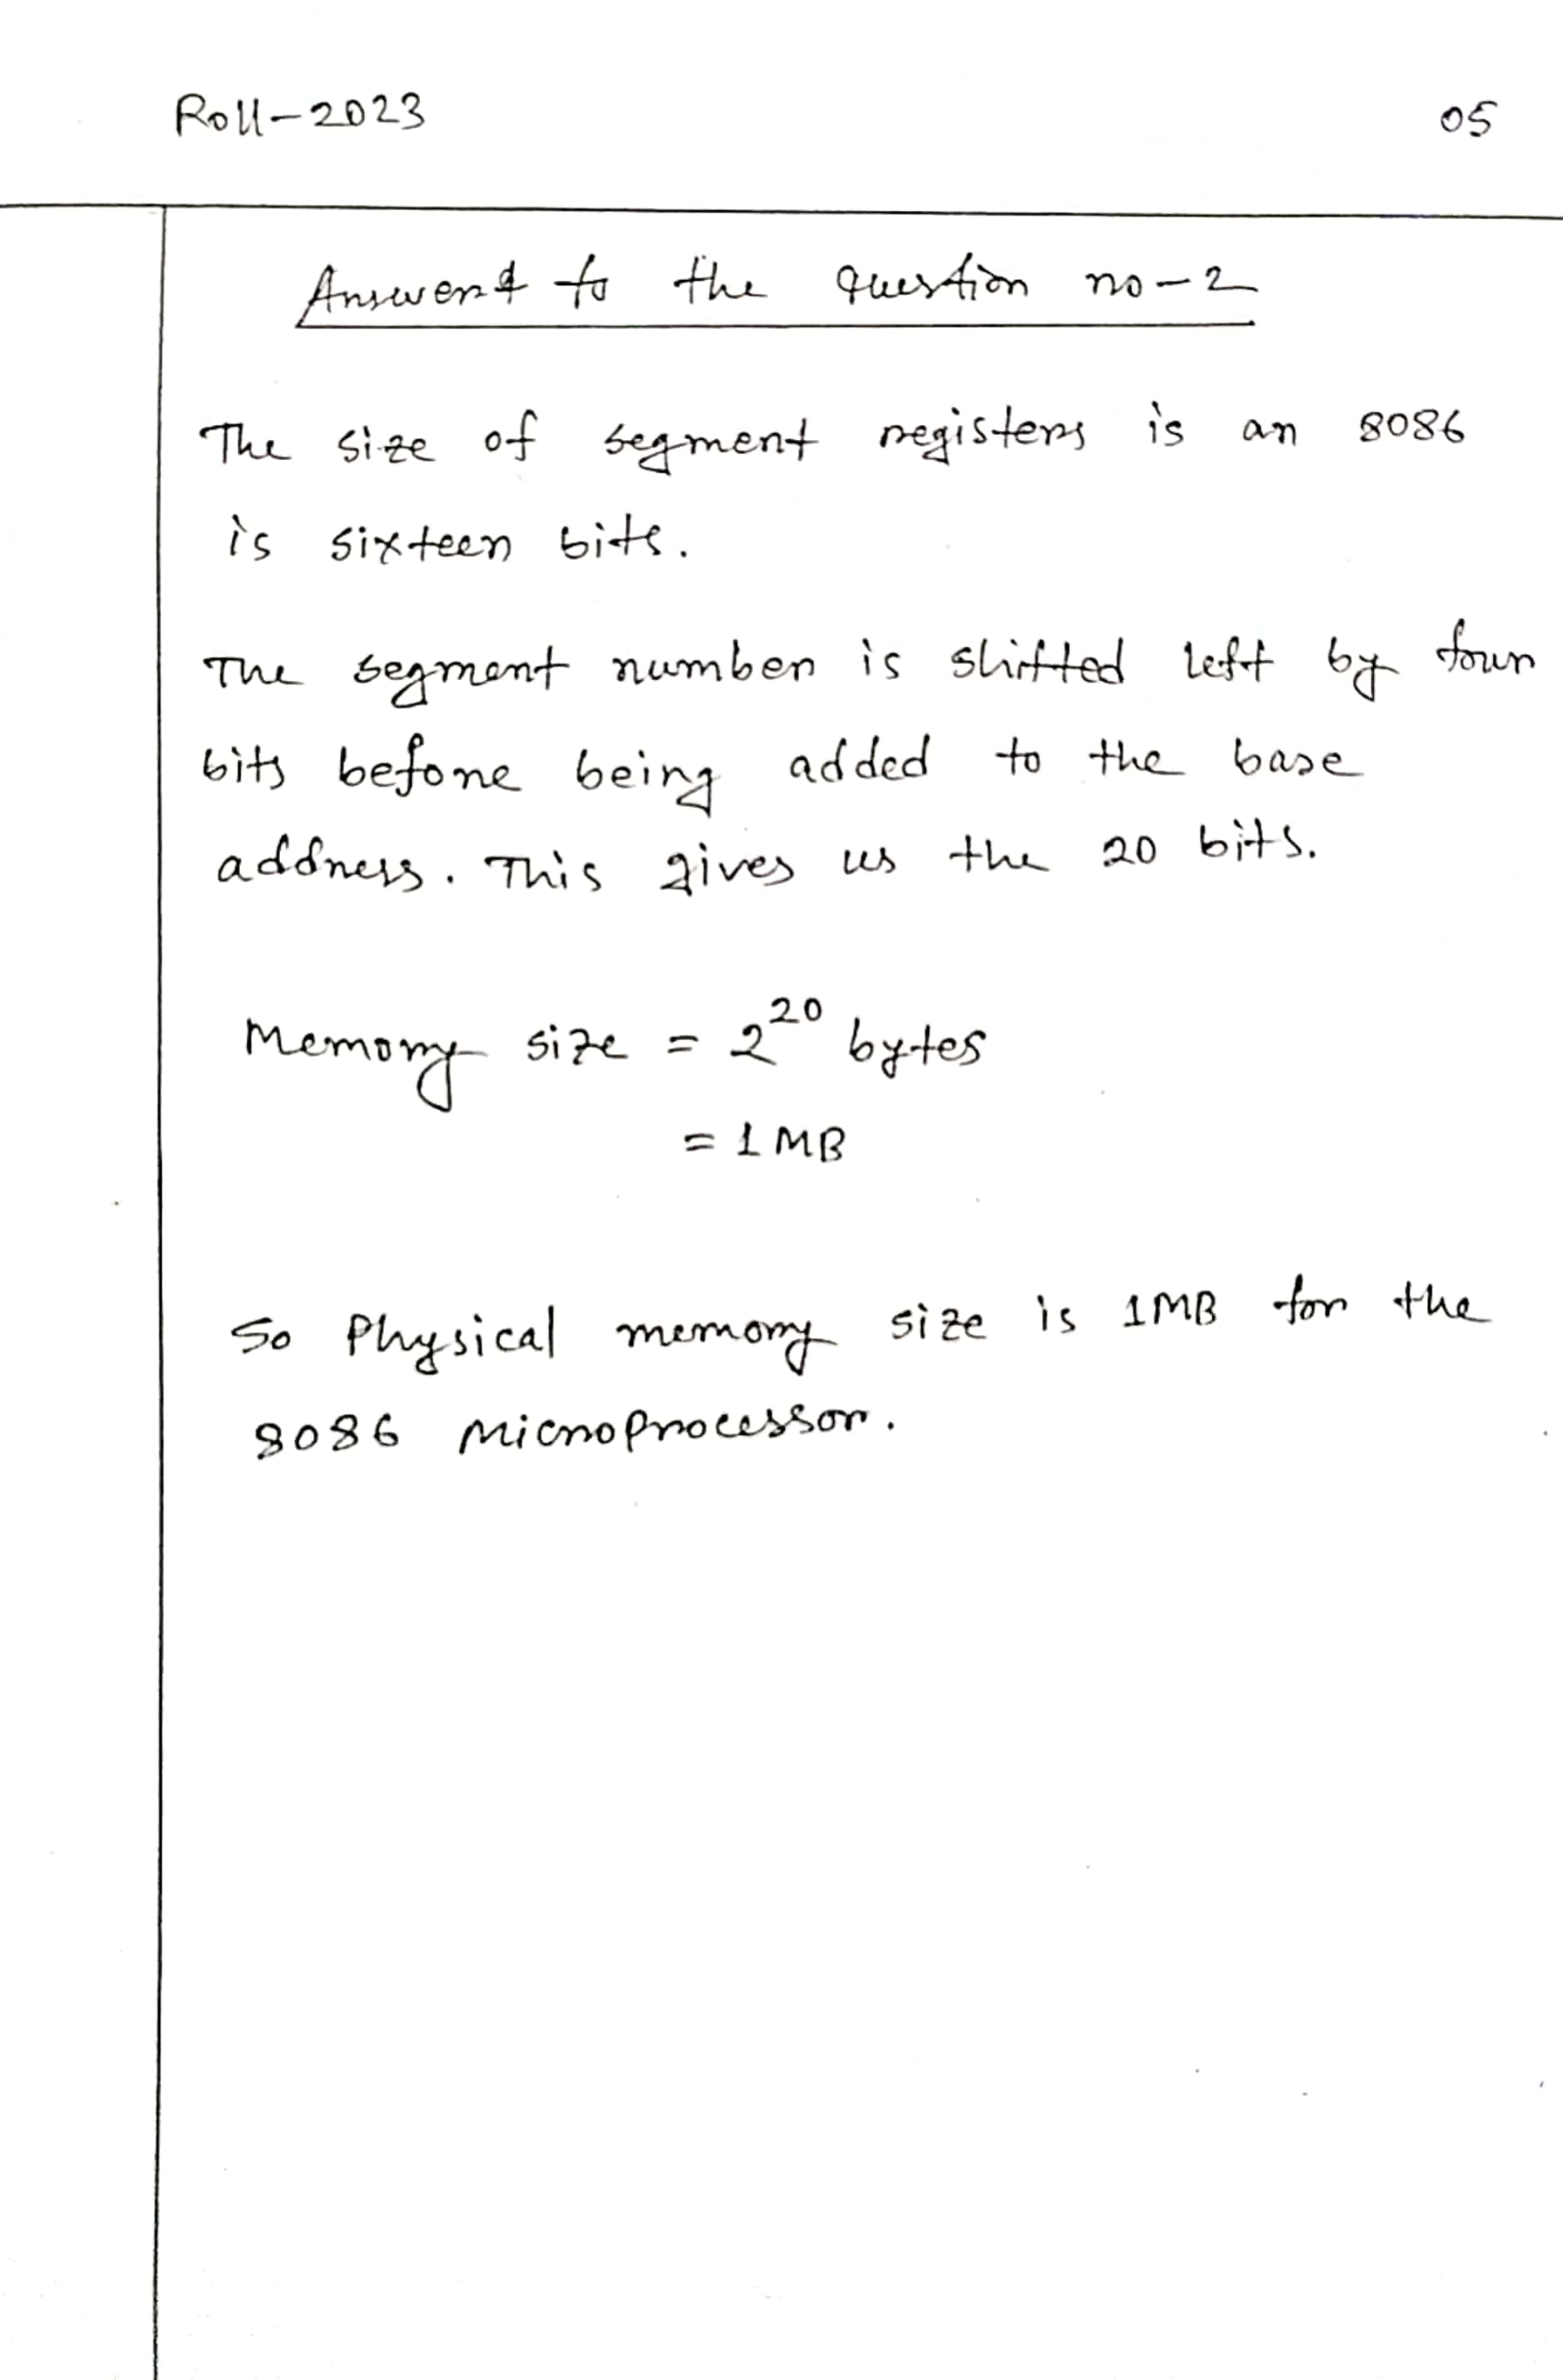 Roll-2023
05
Answer to the question no-2
The size of segment registers is an 8086
is sixteen bits.
The segment number is shifted left by four
bits before being added to the base
address. This gives us the 20 bits.
Memory size = 2^20 bytes
= 1 MB
So Physical memory size is 1MB for the
8086 Microprocessor.